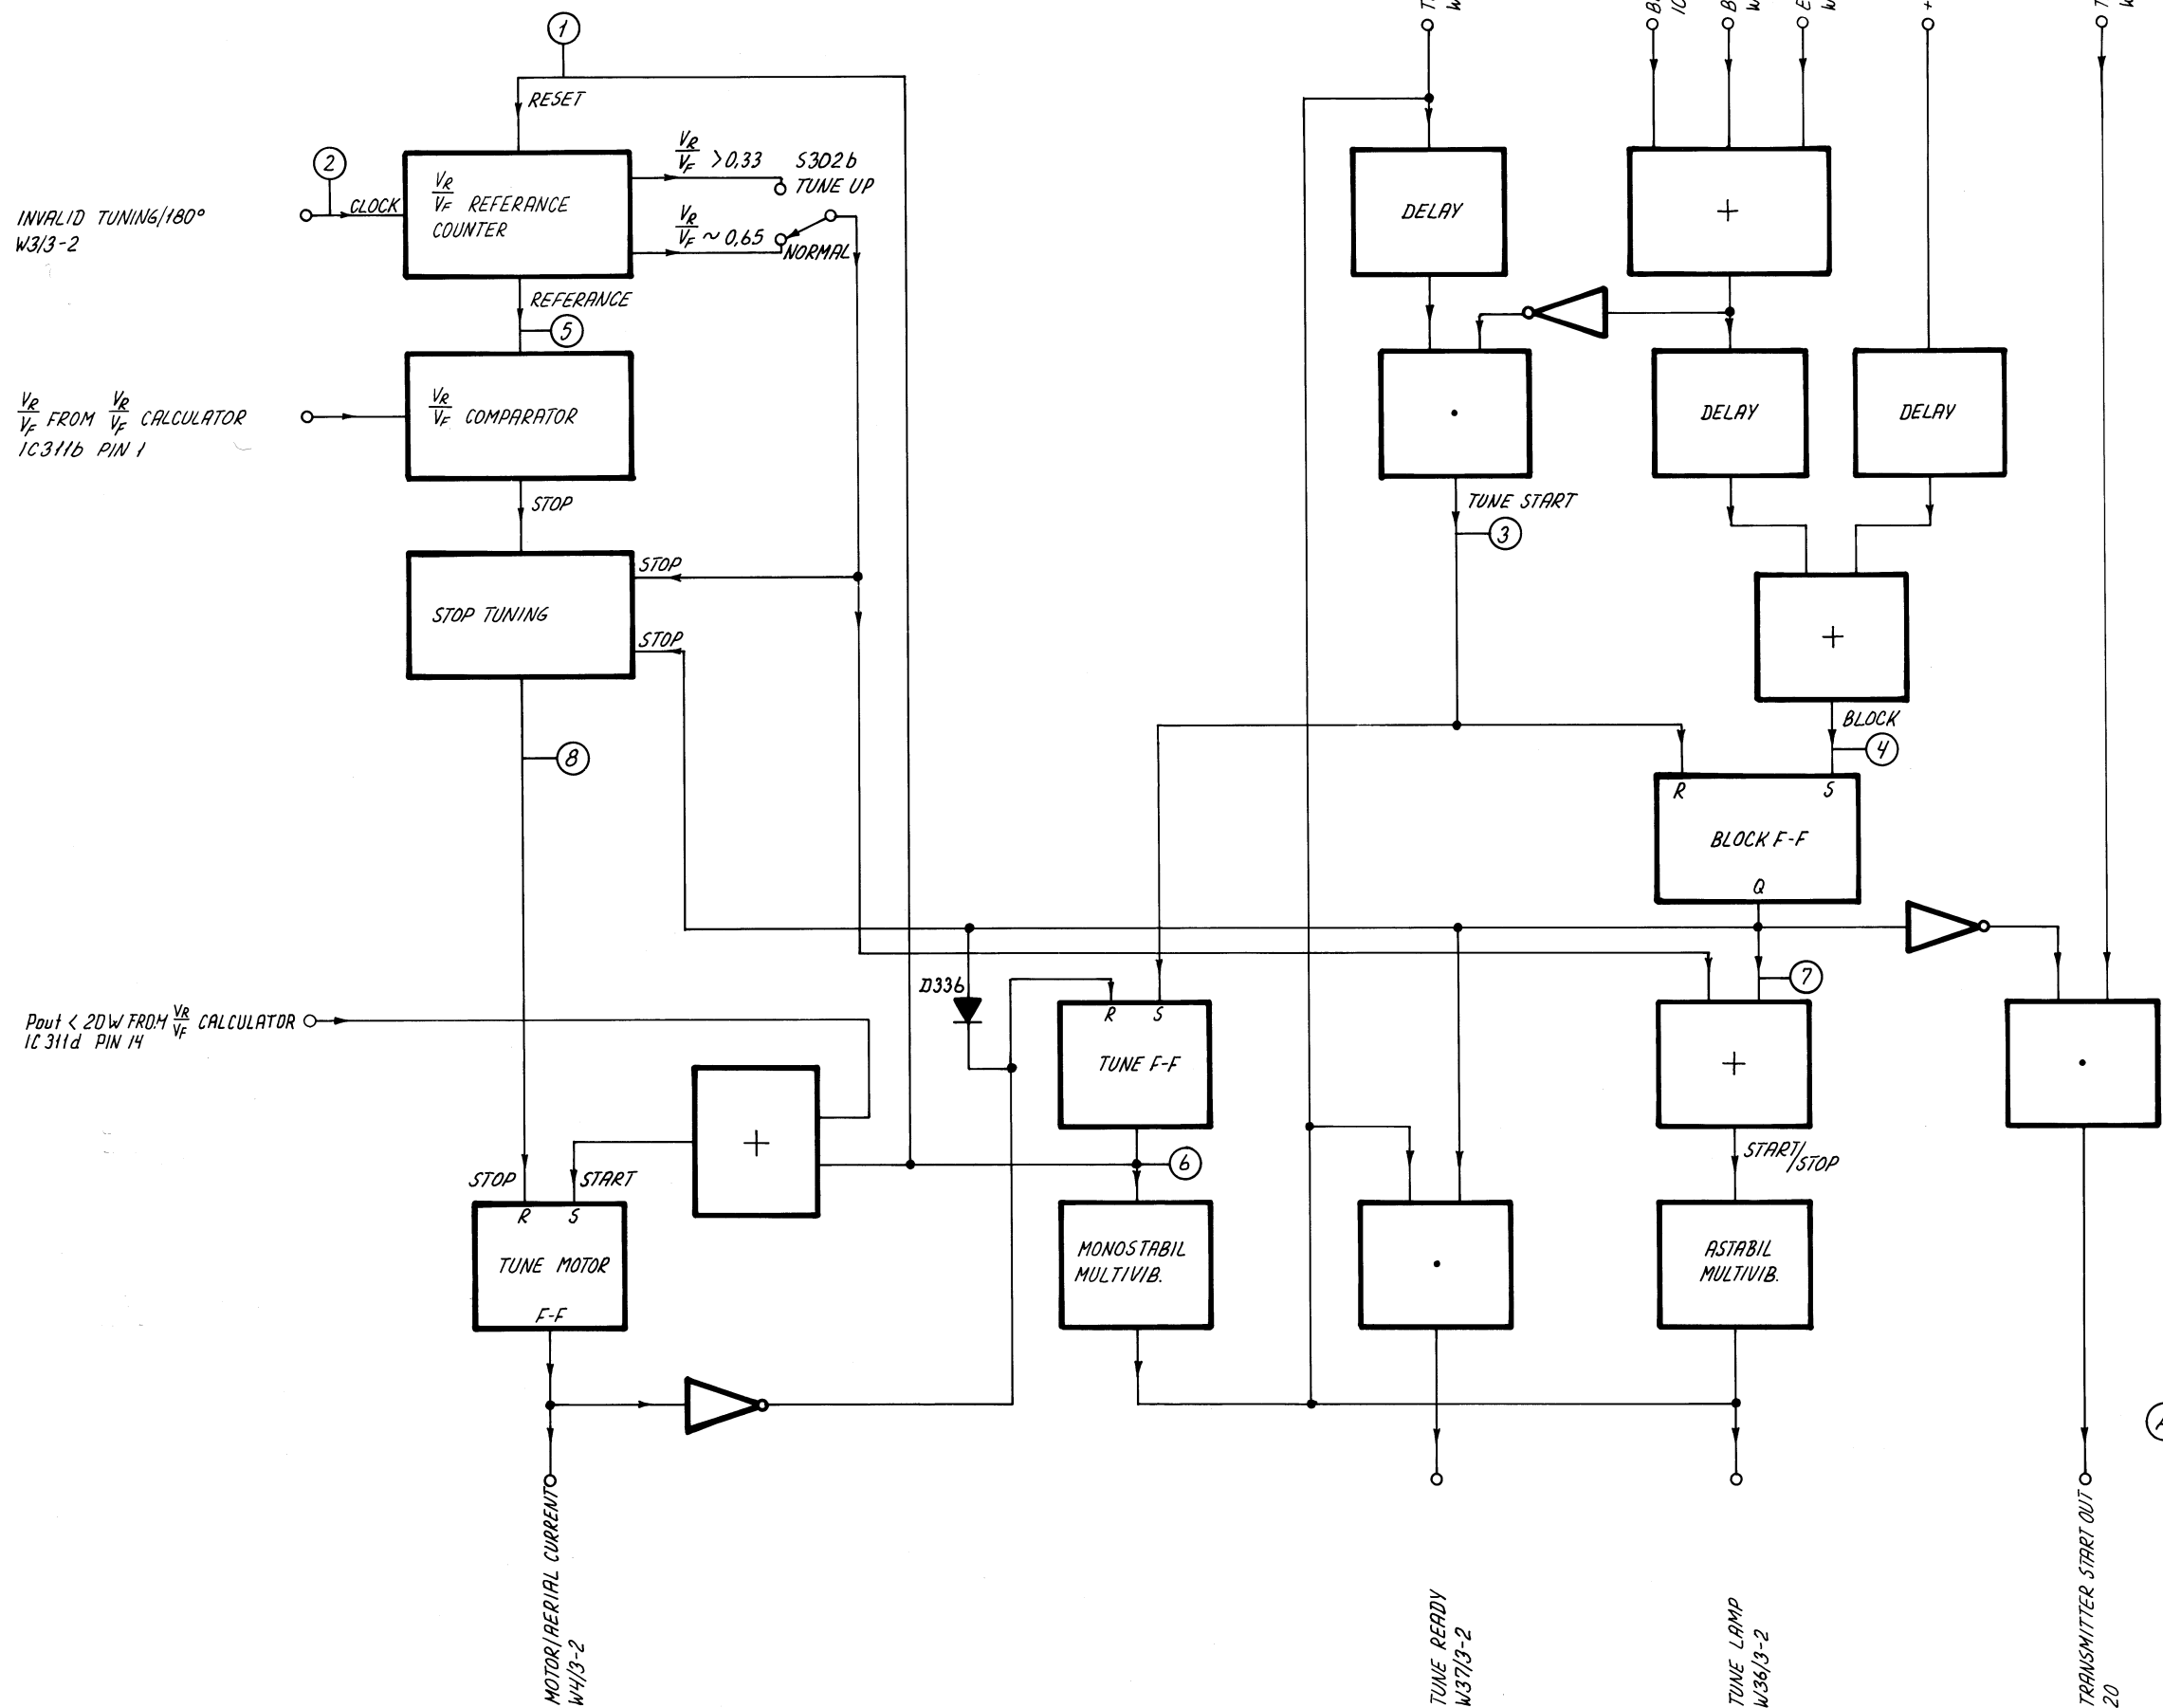 1
RESET
2
CLOCK
INVALID TUNING/180°
W3/3-2
VR/VF REFERANCE
COUNTER
VR/VF >0,33
S302b
TUNE UP
VR/VF ~ 0,65
NORMAL
REFERANCE
5
VR/VF FROM VR/VF CALCULATOR
IC311b PIN 1
VR/VF COMPARATOR
STOP
STOP TUNING
STOP
STOP
8
DELAY
+
.
DELAY
DELAY
TUNE START
3
+
BLOCK
4
R S
BLOCK F-F
Q
7
D336
Pout < 20W FROM VR/VF CALCULATOR
IC 311d PIN 14
R S
TUNE F-F
+
.
+
6
START/STOP
STOP
START
R S
TUNE MOTOR
F-F
MONOSTABIL
MULTIVIB.
.
ASTABIL
MULTIVIB.
MOTOR/AERIAL CURRENT
W4/3-2
TUNE READY
W37/3-2
TUNE LAMP
W36/3-2
TRANSMITTER START OUT
20